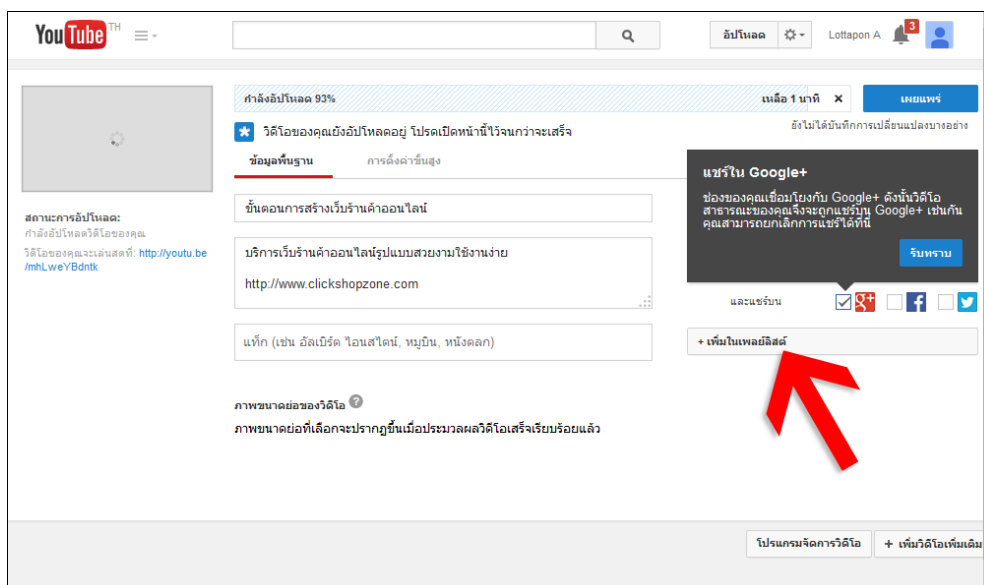 YouTube TH
อัปโหลด
Lottapon A
3
กำลังอัปโหลด 93%
เหลือ 1 นาที
เผยแพร่
วิดีโอของคุณยังอัปโหลดอยู่ โปรดเปิดหน้านี้ไว้จนกว่าจะเสร็จ
ยังไม่ได้บันทึกการเปลี่ยนแปลงบางอย่าง
ข้อมูลพื้นฐาน
การตั้งค่าขั้นสูง
สถานะการอัปโหลด:
กำลังอัปโหลดวิดีโอของคุณ
วิดีโอของคุณจะเล่นสดที่: http://youtu.be
/mhLweYBdntk
ขั้นตอนการสร้างเว็บร้านค้าออนไลน์
บริการเว็บร้านค้าออนไลน์รูปแบบสวยงามใช้งานง่าย
http://www.clickshopzone.com
แท็ก (เช่น อัลเบิร์ต ไอนสไตน์, หมูบิน, หนังตลก)
ภาพขนาดย่อของวิดีโอ ?
ภาพขนาดย่อที่เลือกจะปรากฏขึ้นเมื่อประมวลผลวิดีโอเสร็จเรียบร้อยแล้ว
แชร์ใน Google+
ช่องของคุณเชื่อมโยงกับ Google+ ดังนั้นวิดีโอ
สาธารณะของคุณจึงจะถูกแชร์บน Google+ เช่นกัน
คุณสามารถยกเลิกการแชร์ได้ที่นี่
รับทราบ
และแชร์บน
+ เพิ่มในเพลย์ลิสต์
โปรแกรมจัดการวิดีโอ
+ เพิ่มวิดีโอเพิ่มเติม